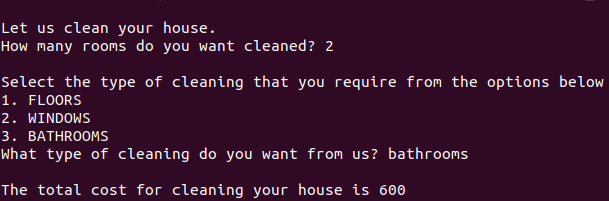 Let us clean your house.
How many rooms do you want cleaned? 2
Select the type of cleaning that you require from the options below
1. FLOORS
2. WINDOWS
3. BATHROOMS
What type of cleaning do you want from us? bathrooms
The total cost for cleaning your house is 600